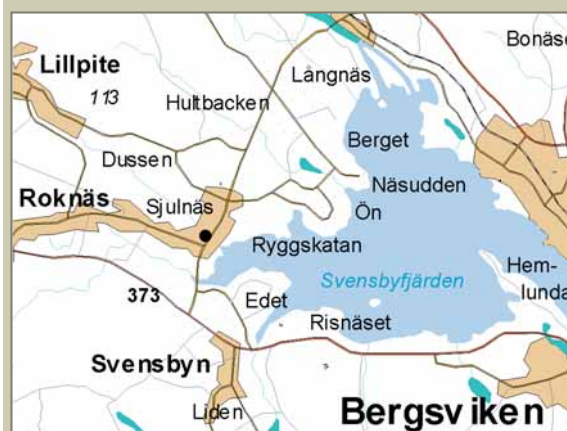 Bonäse
Långnäs
Lillpite
113
Hultbacken
Berget
Dussen
Näsudden
Roknäs
Sjulnäs
Ön
Ryggskatan
Hem-
lunda
Svensbyfjärden
373
Edet
Risnäset
Svensbyn
Liden
Bergsviken